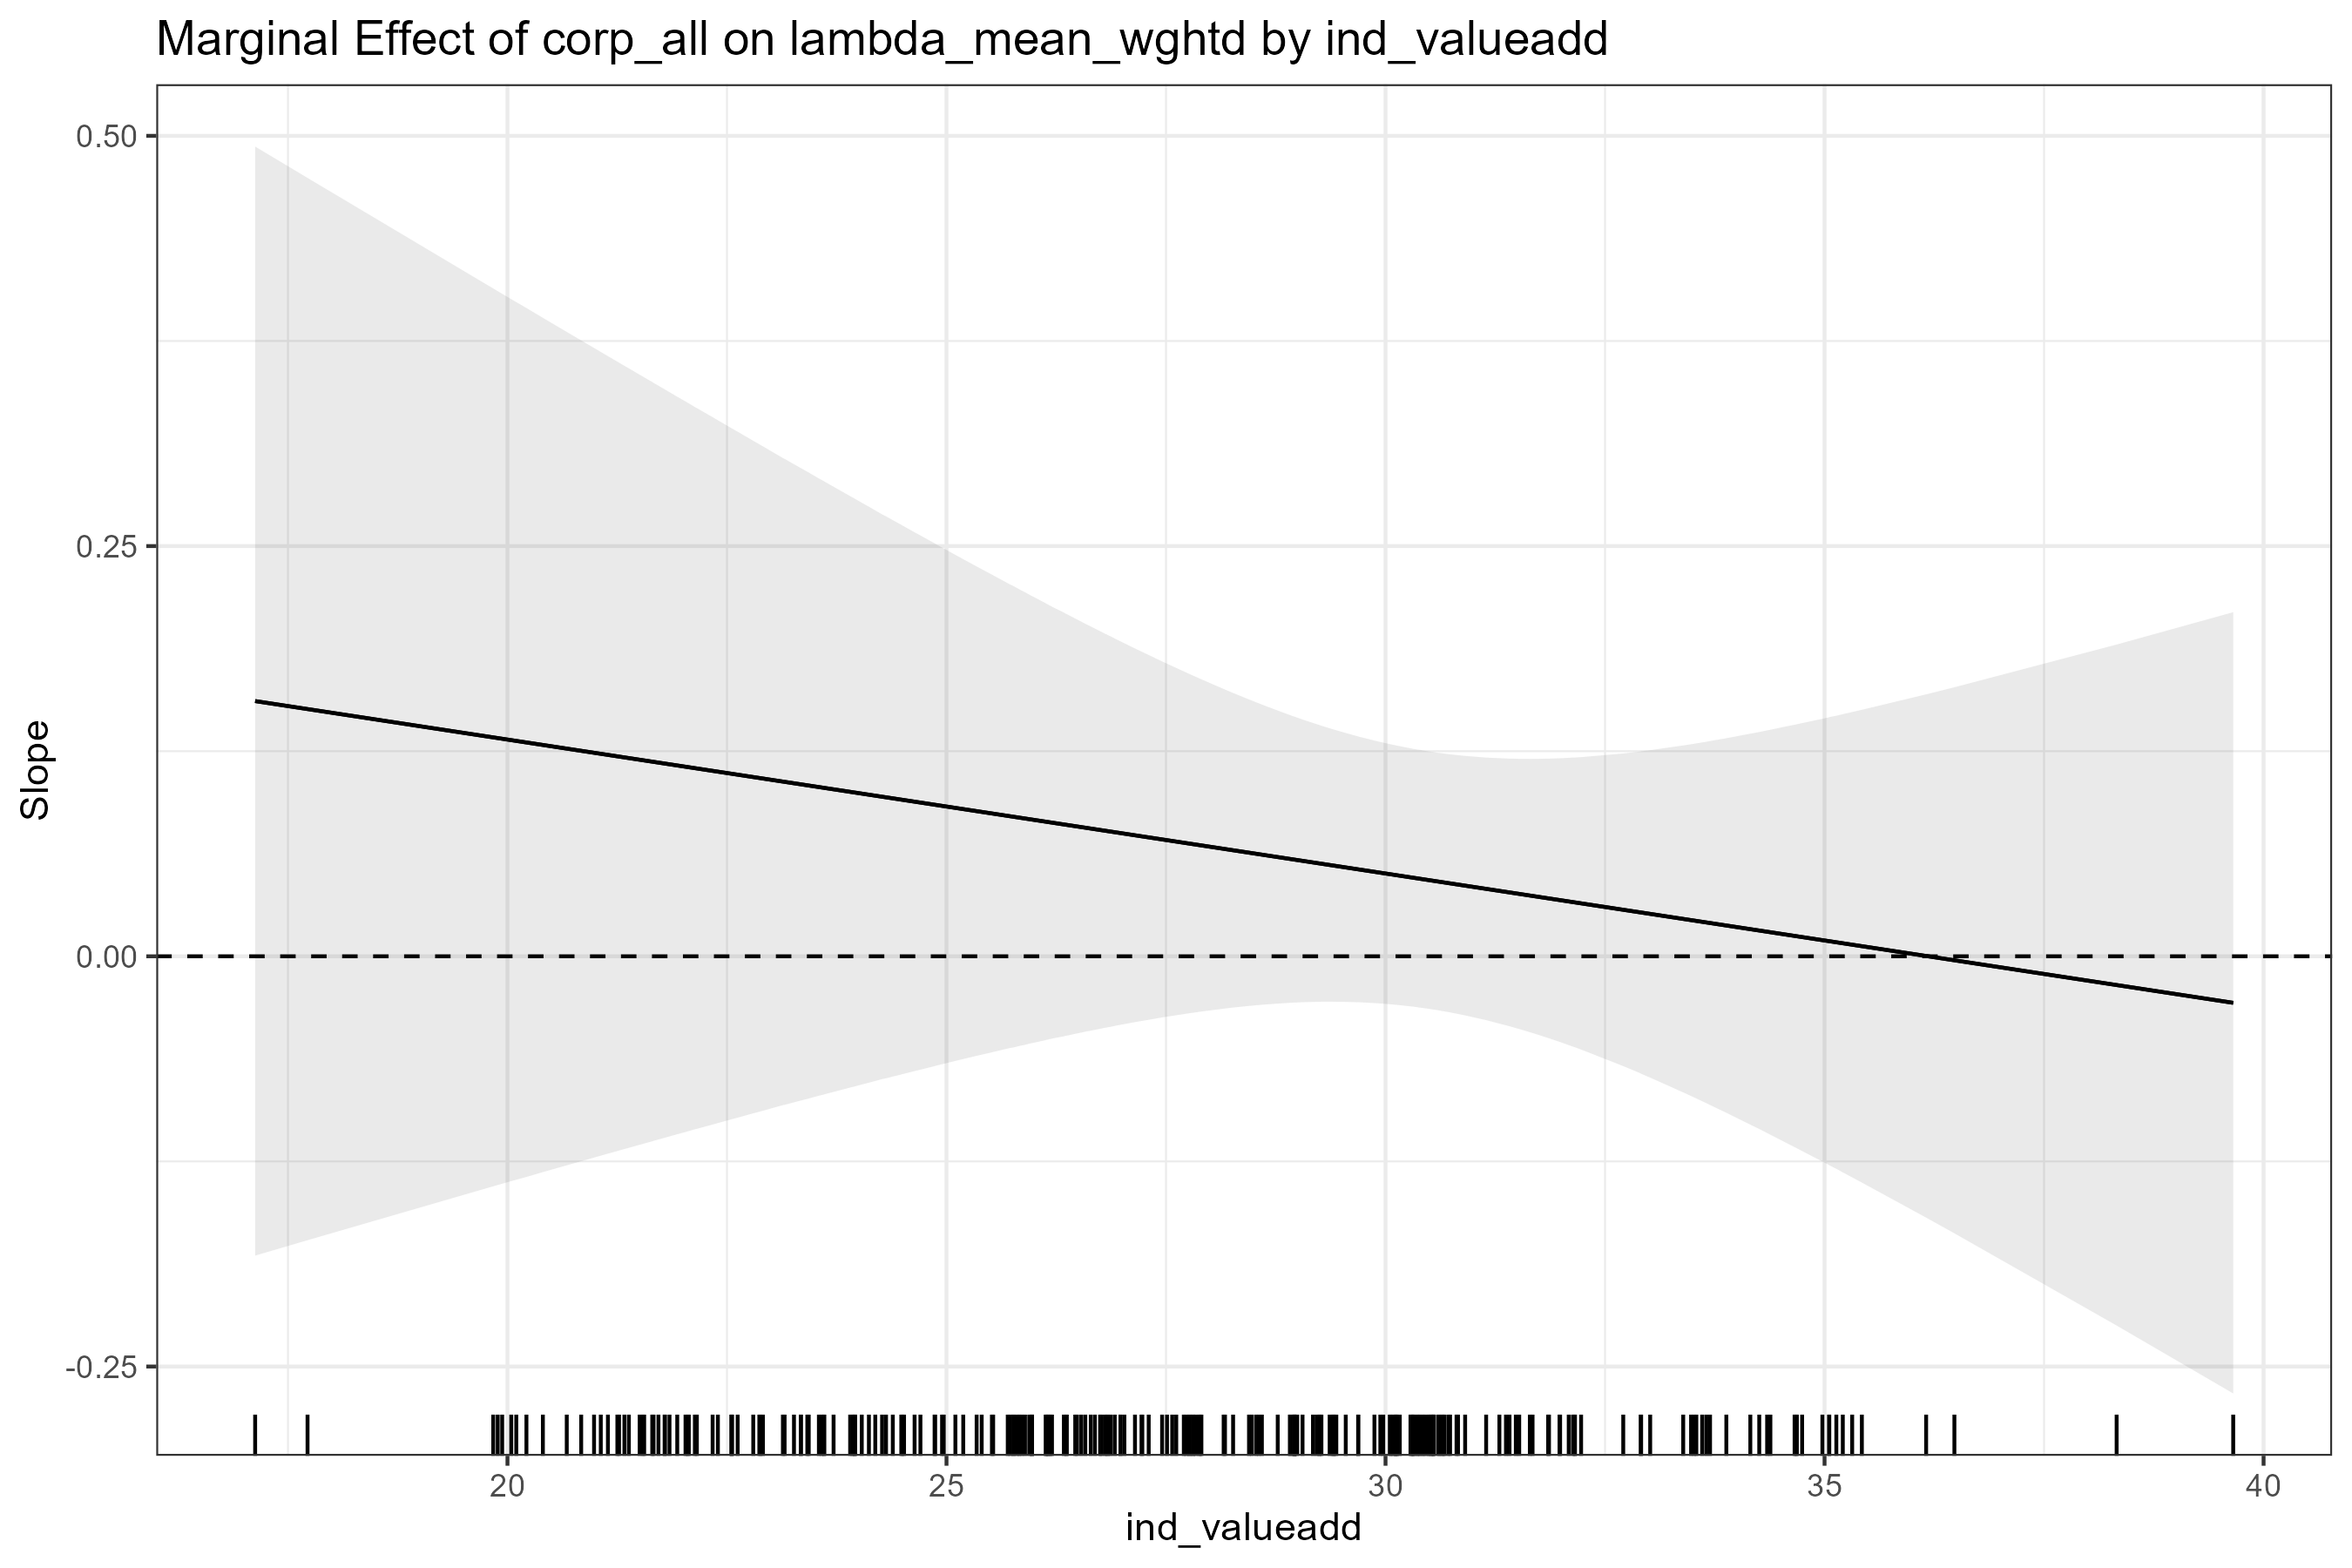 Marginal Effect of corp_all on lambda_mean_wghtd by ind_valueadd
0.50
0.25
0.00
-0.25
Slope
20 25 30 35 40
ind_valueadd